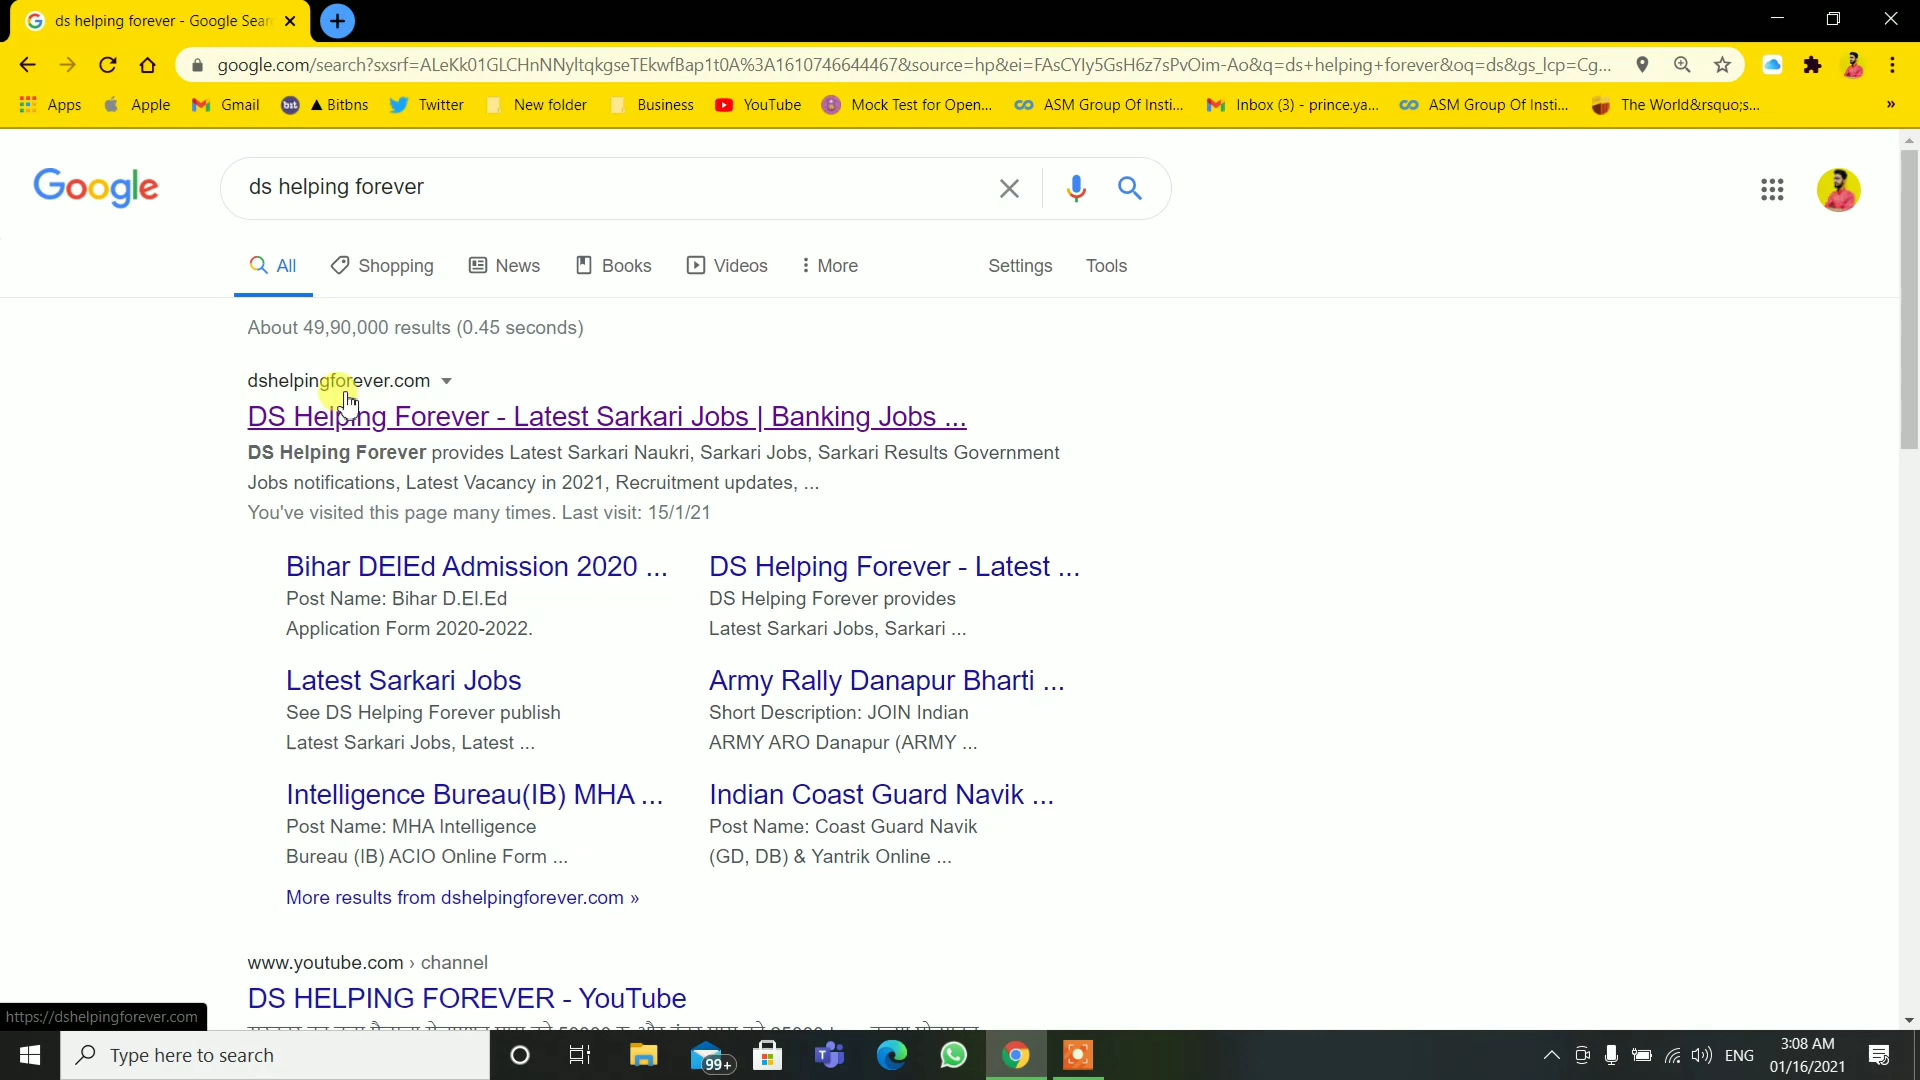 ds helping forever - Google Sear
google.com/search?sxsrf=ALeKk01GLCHnNNyltqkgseTEkwfBap1t0A%3A1610746644467&source=hp&ei=FAsCYIy5GsH6z7sPvOim-Ao&q=ds+helping+forever&oq=ds&gs_lcp=Cg...
Apps Apple Gmail bit ▲ Bitbns Twitter New folder Business YouTube Mock Test for Open... ASM Group Of Insti... Inbox (3) - prince.ya... ASM Group Of Insti... The World&rsquo;s... »
Google ds helping forever
All Shopping News Books Videos More Settings Tools
About 49,90,000 results (0.45 seconds)
dshelpingforever.com
DS Helping Forever - Latest Sarkari Jobs | Banking Jobs ...
DS Helping Forever provides Latest Sarkari Naukri, Sarkari Jobs, Sarkari Results Government
Jobs notifications, Latest Vacancy in 2021, Recruitment updates, ...
You've visited this page many times. Last visit: 15/1/21
Bihar DElEd Admission 2020 ...
Post Name: Bihar D.El.Ed
Application Form 2020-2022.
DS Helping Forever - Latest ...
DS Helping Forever provides
Latest Sarkari Jobs, Sarkari ...
Latest Sarkari Jobs
See DS Helping Forever publish
Latest Sarkari Jobs, Latest ...
Army Rally Danapur Bharti ...
Short Description: JOIN Indian
ARMY ARO Danapur (ARMY ...
Intelligence Bureau(IB) MHA ...
Post Name: MHA Intelligence
Bureau (IB) ACIO Online Form ...
Indian Coast Guard Navik ...
Post Name: Coast Guard Navik
(GD, DB) & Yantrik Online ...
More results from dshelpingforever.com »
www.youtube.com › channel
DS HELPING FOREVER - YouTube
https://dshelpingforever.com
Type here to search
99+
ENG
3:08 AM
01/16/2021